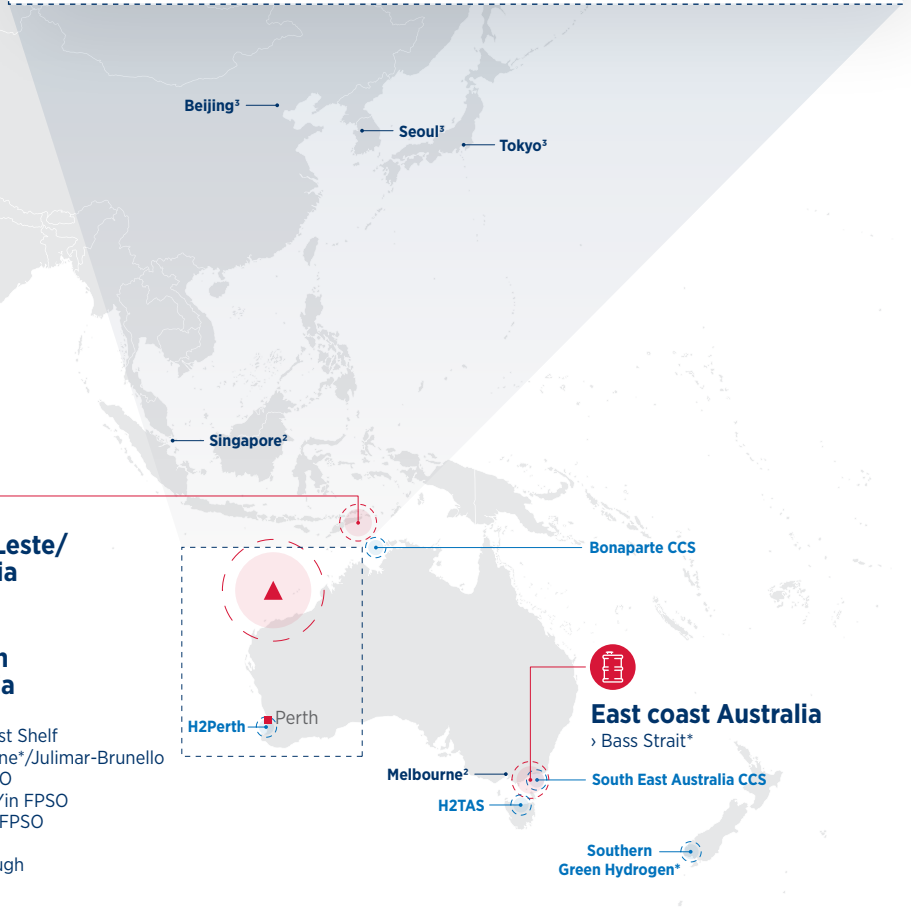 Beijing³
Seoul³
Tokyo³
Singapore²
Leste/
ia
Bonaparte CCS
n
a
East coast Australia
› Bass Strait*
H2Perth
Perth
st Shelf
ne*/Julimar-Brunello
O
/in FPSO
FPSO
ugh
Melbourne²
South East Australia CCS
H2TAS
Southern
Green Hydrogen*